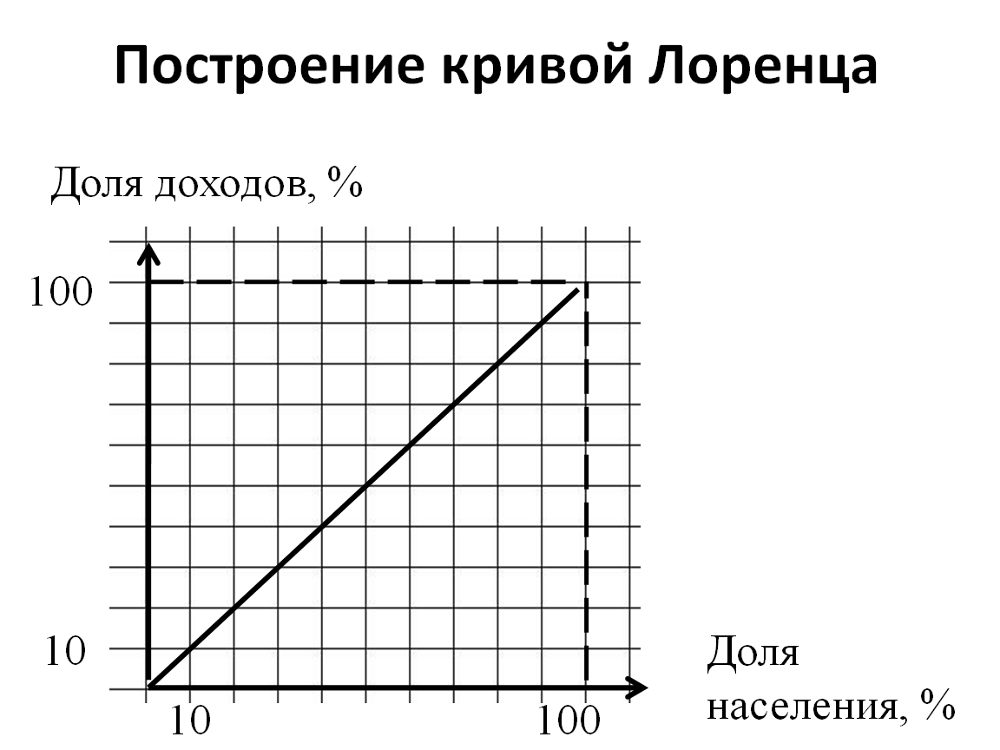 Построение кривой Лоренца
Доля доходов, %
100
10
10
100
Доля
населения, %